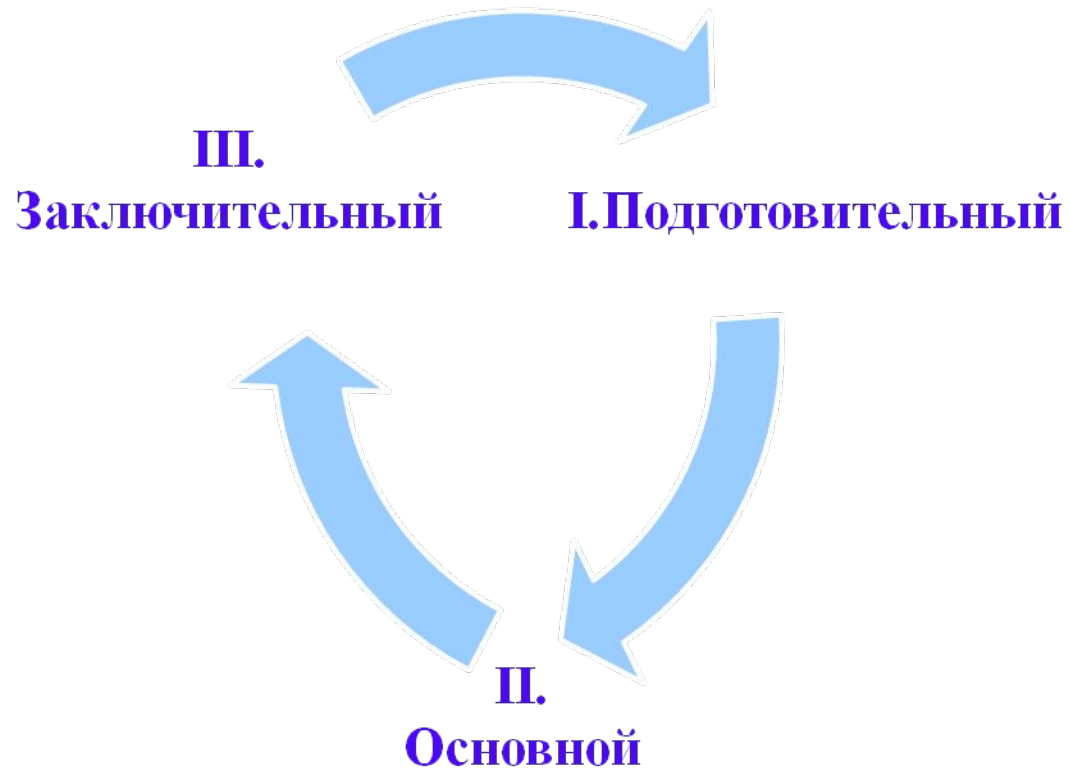 III.
Заключительный
I.Подготовительный
II.
Основной